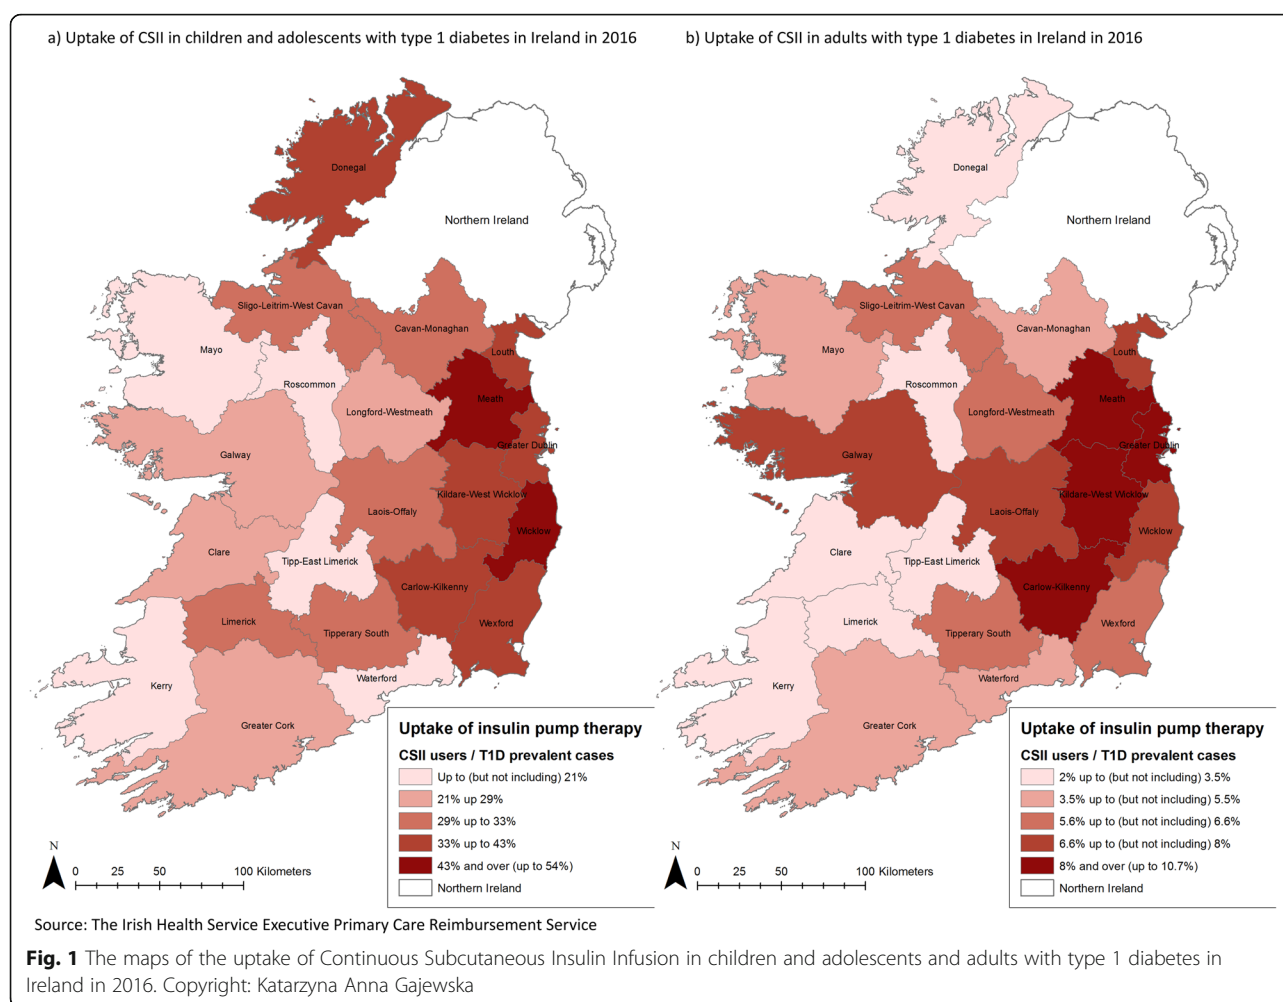 a) Uptake of CSII in children and adolescents with type 1 diabetes in Ireland in 2016
Donegal
Northern Ireland
Sligo-Leitrim-West Cavan
Cavan-Monaghan
Louth
Mayo
Roscommon
Meath
Longford-Westmeath
Greater Dublin
Galway
Kildare-West Wicklow
Laois-Offaly
Wicklow
Clare
Tipp-East Limerick
Carlow-Kilkenny
Limerick
Wexford
Tipperary South
Waterford
Kerry
Greater Cork
Uptake of insulin pump therapy
CSII users / T1D prevalent cases
Up to (but not including) 21%
21% up 29%
29% up to 33%
33% up to 43%
43% and over (up to 54%)
Northern Ireland
N
0 25 50 100 Kilometers
b) Uptake of CSII in adults with type 1 diabetes in Ireland in 2016
Donegal
Northern Ireland
Sligo-Leitrim-West Cavan
Cavan-Monaghan
Louth
Mayo
Roscommon
Meath
Longford-Westmeath
Greater Dublin
Galway
Kildare-West Wicklow
Laois-Offaly
Wicklow
Clare
Tipp-East Limerick
Carlow-Kilkenny
Limerick
Wexford
Tipperary South
Waterford
Kerry
Greater Cork
Uptake of insulin pump therapy
CSII users / T1D prevalent cases
2% up to (but not including) 3.5%
3.5% up to (but not including) 5.5%
5.6% up to (but not including) 6.6%
6.6% up to (but not including) 8%
8% and over (up to 10.7%)
Northern Ireland
N
0 25 50 100 Kilometers
Source: The Irish Health Service Executive Primary Care Reimbursement Service
Fig. 1 The maps of the uptake of Continuous Subcutaneous Insulin Infusion in children and adolescents and adults with type 1 diabetes in
Ireland in 2016. Copyright: Katarzyna Anna Gajewska